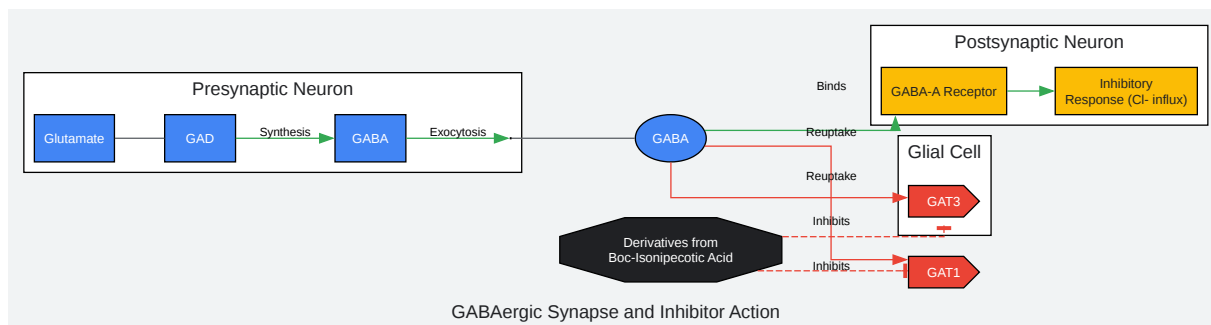 Postsynaptic Neuron
Binds
GABA-A Receptor
Inhibitory
Response (Cl- influx)
Presynaptic Neuron
Glutamate
GAD
Synthesis
GABA
Exocytosis
GABA
Reuptake
Glial Cell
Reuptake
GAT3
Inhibits
Derivatives from
Boc-Isonipecotic Acid
Inhibits
GAT1
GABAergic Synapse and Inhibitor Action